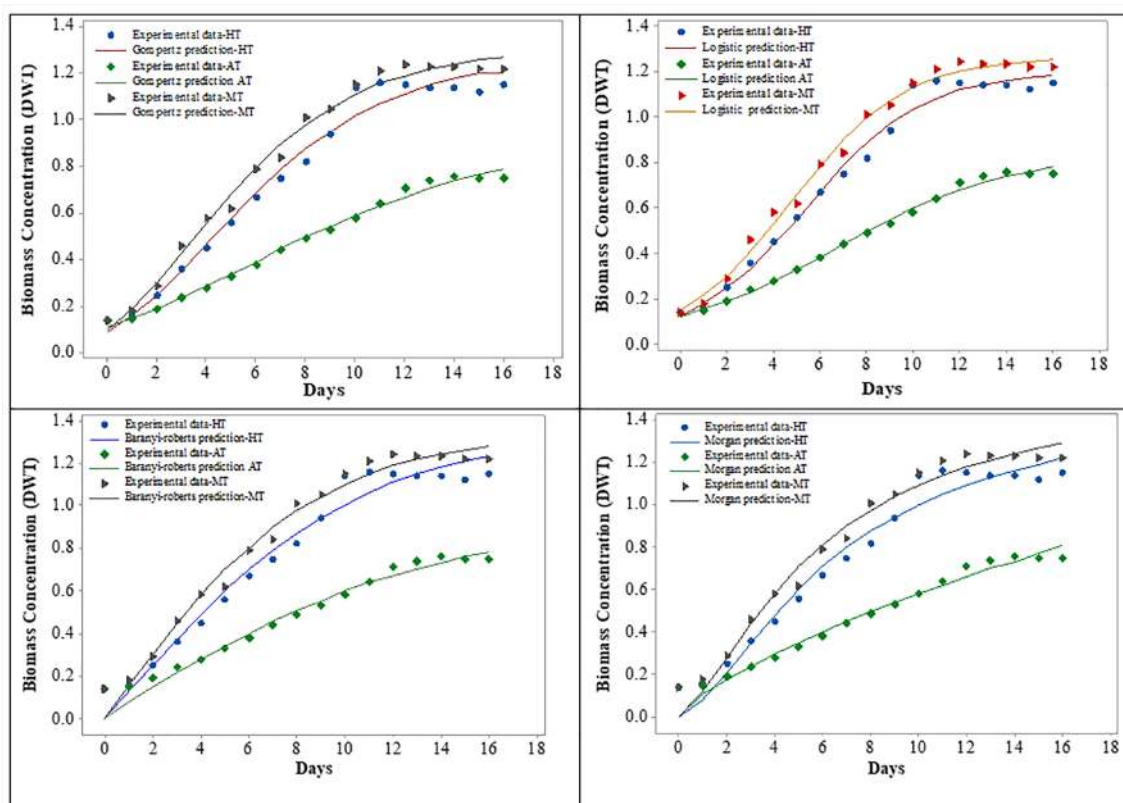 1.4
Experimental data-HT
Gompertz prediction-HT
Experimental data-AT
Gompertz prediction AT
Experimental data-MT
Gompertz prediction-MT
1.2
1.0
0.8
0.6
0.4
0.2
0.0
Biomass Concentration (DWT)
0 2 4 6 8 10 12 14 16 18
Days
1.4
Experimental data-HT
Logistic prediction-HT
Experimental data-AT
Logistic prediction AT
Experimental data-MT
Logistic prediction-MT
1.2
1.0
0.8
0.6
0.4
0.2
0.0
Biomass Concentration (DWT)
0 2 4 6 8 10 12 14 16 18
Days
1.4
Experimental data-HT
Baranyi-roberts prediction-HT
Experimental data-AT
Baranyi-roberts prediction AT
Experimental data-MT
Baranyi-roberts prediction-MT
1.2
1.0
0.8
0.6
0.4
0.2
0.0
Biomass Concentration (DWT)
0 2 4 6 8 10 12 14 16 18
Days
1.4
Experimental data-HT
Morgan prediction-HT
Experimental data-AT
Morgan prediction AT
Experimental data-MT
Morgan prediction-MT
1.2
1.0
0.8
0.6
0.4
0.2
0.0
Biomass Concentration (DWT)
0 2 4 6 8 10 12 14 16 18
Days